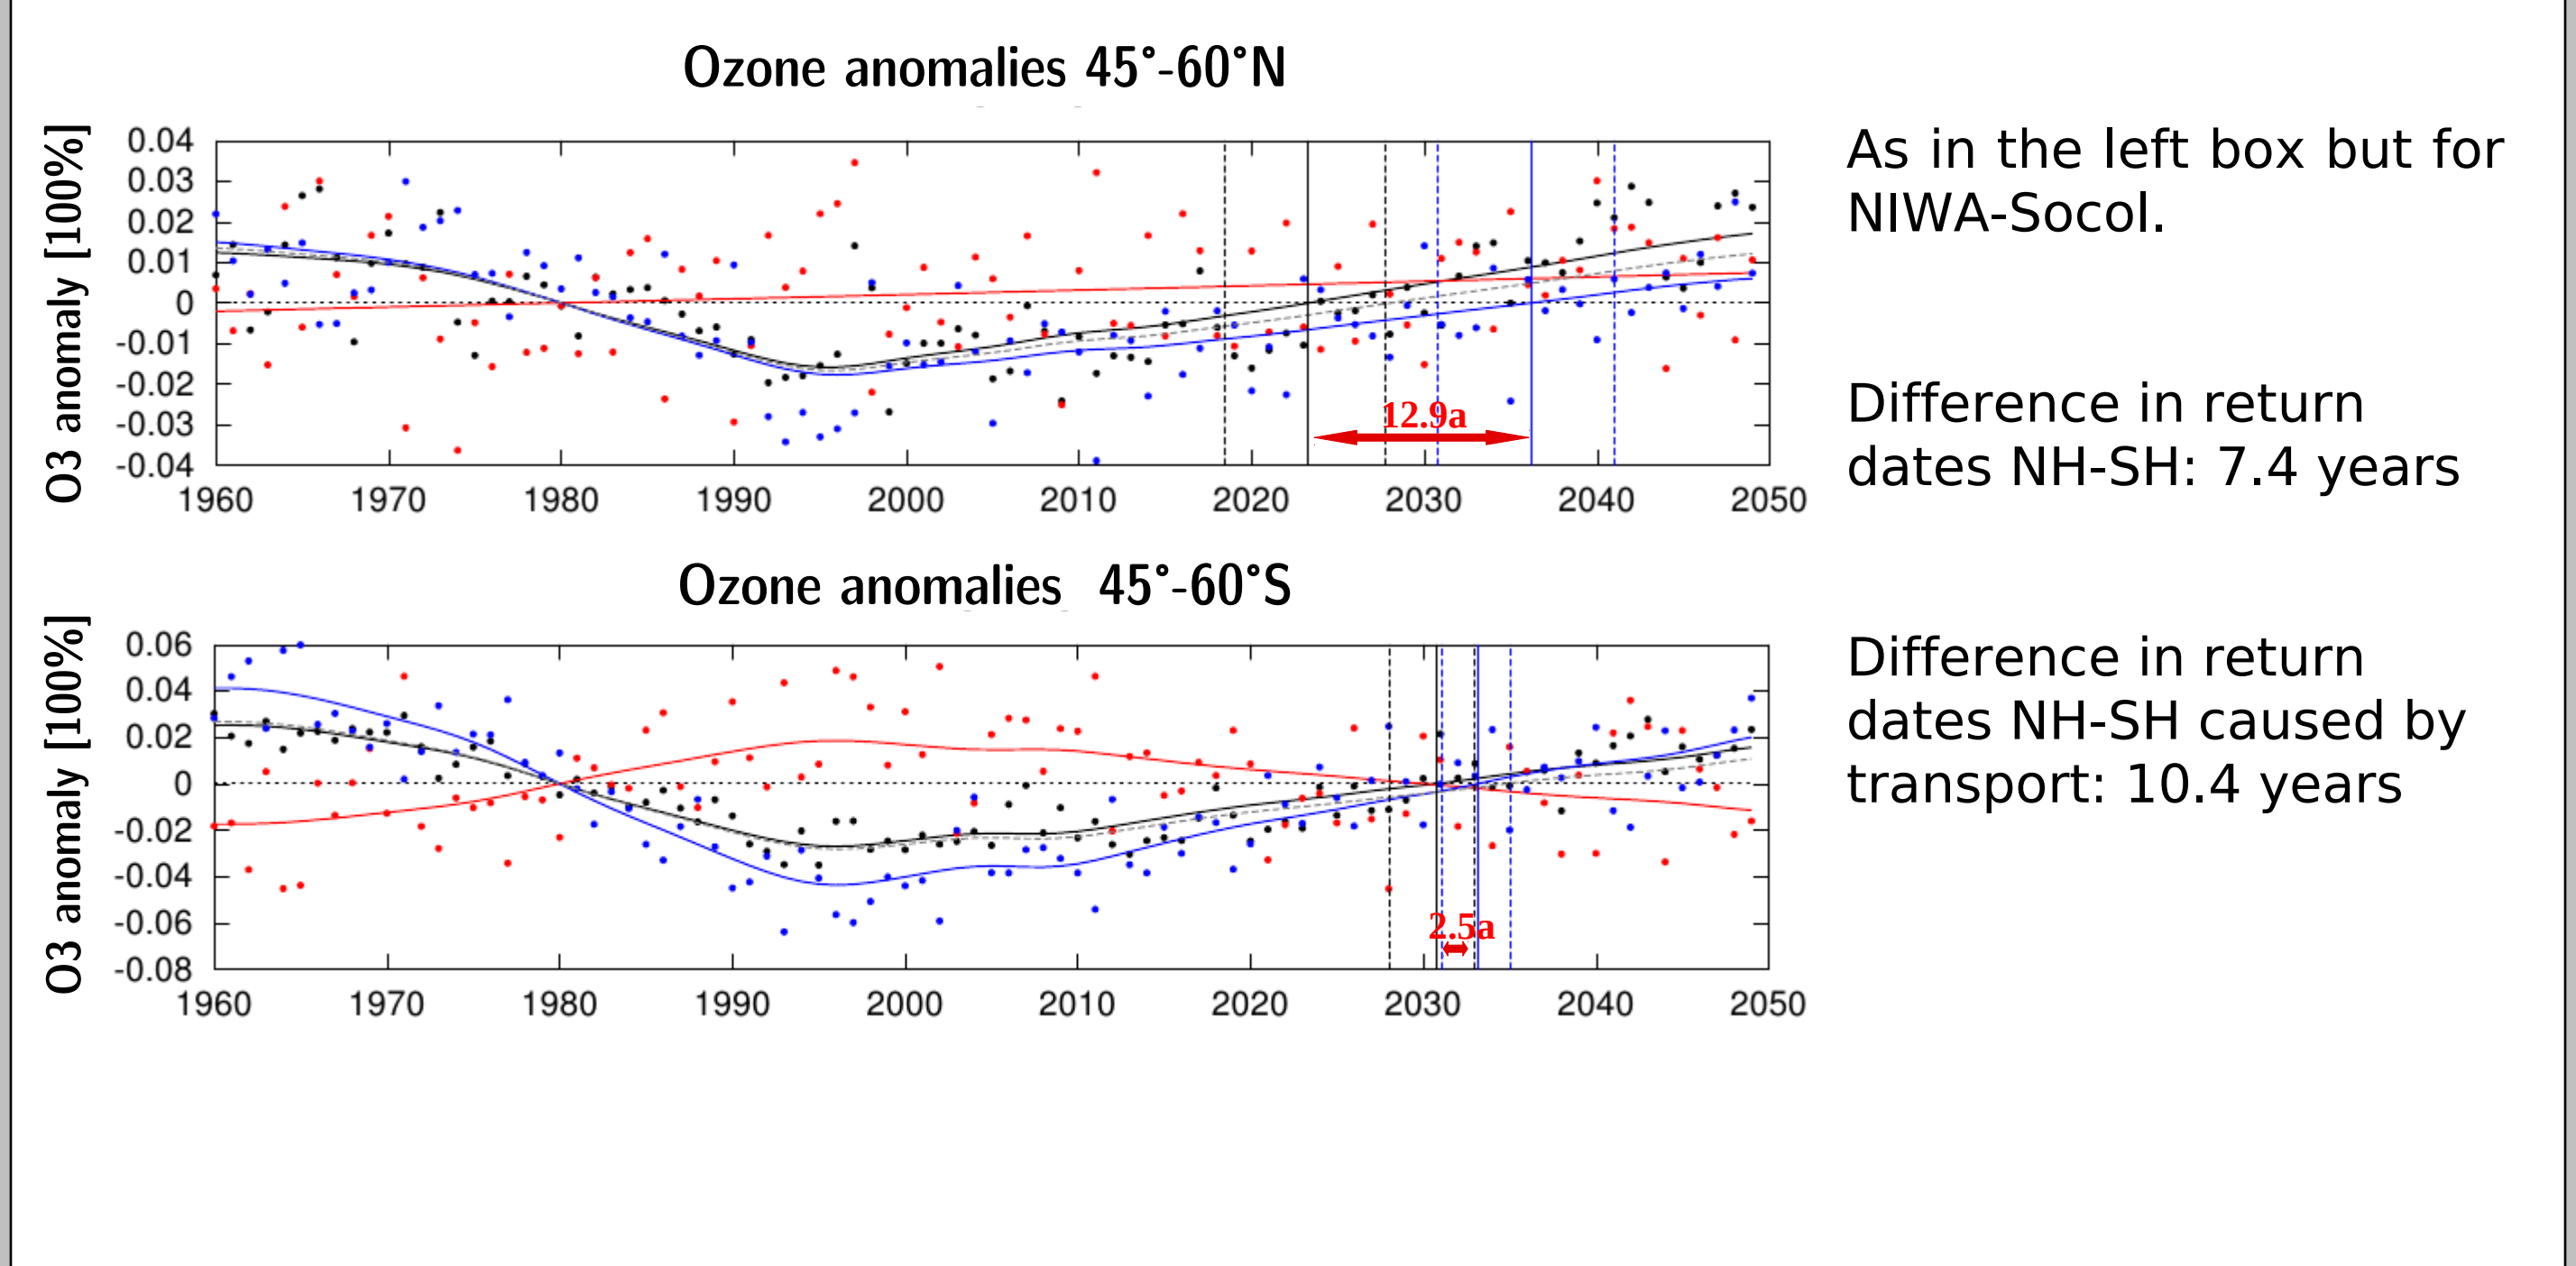 Ozone anomalies 45°-60°N
O3 anomaly [100%]
0.04
0.03
0.02
0.01
0
-0.01
-0.02
-0.03
-0.04
12.9a
1960 1970 1980 1990 2000 2010 2020 2030 2040 2050
As in the left box but for
NIWA-Socol.
Difference in return
dates NH-SH: 7.4 years
Ozone anomalies 45°-60°S
O3 anomaly [100%]
0.06
0.04
0.02
0
-0.02
-0.04
-0.06
-0.08
2.5a
1960 1970 1980 1990 2000 2010 2020 2030 2040 2050
Difference in return
dates NH-SH caused by
transport: 10.4 years